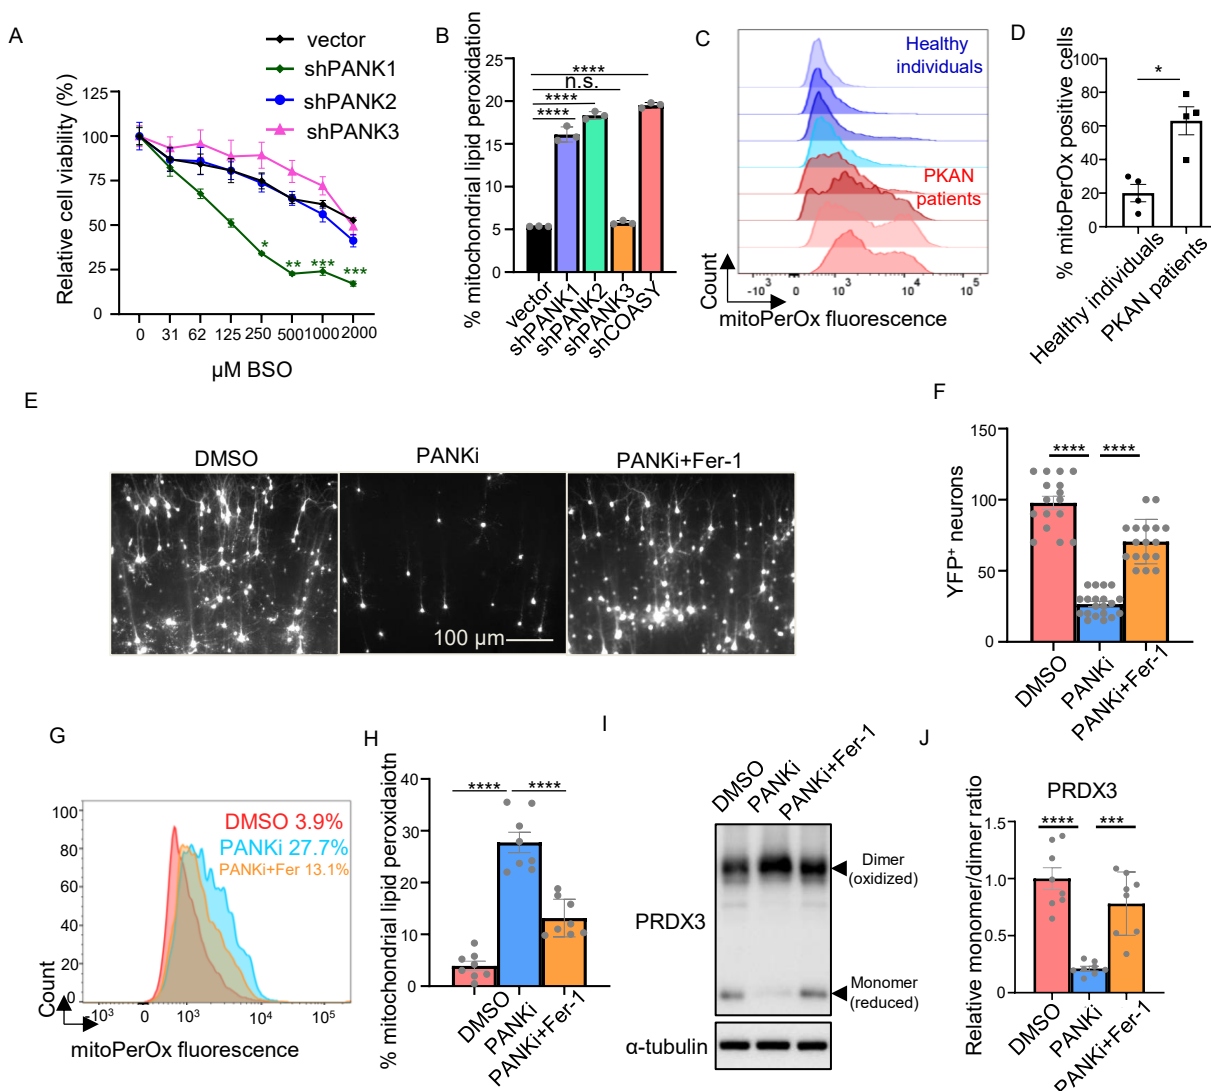 A
vector
shPANK1
shPANK2
shPANK3
Relative cell viability (%)
125
100
75
50
25
0
*
**
***
***
0 31 62 125 250 500 1000 2000
µM BSO
B
% mitochondrial lipid peroxidation
25
20
15
10
5
0
****
n.s.
****
****
vector
shPANK1
shPANK2
shPANK3
shCOASY
C
Healthy
individuals
PKAN
patients
Count
-10³ 0 10³ 10⁴ 10⁵
mitoPerOx fluorescence
D
% mitoPerOx positive cells
100
80
60
40
20
0
*
Healthy individuals
PKAN patients
E
DMSO
PANKi
PANKi+Fer-1
100 µm
F
YFP⁺ neurons
150
100
50
0
**** ****
DMSO
PANKi
PANKi+Fer-1
G
100
80
60
40
20
0
DMSO 3.9%
PANKi 27.7%
PANKi+Fer 13.1%
Count
-10³ 0 10³ 10⁴ 10⁵
mitoPerOx fluorescence
H
% mitochondrial lipid peroxidaiotn
40
30
20
10
0
**** ****
DMSO
PANKi
PANKi+Fer-1
I
DMSO
PANKi
PANKi+Fer-1
Dimer
(oxidized)
PRDX3
Monomer
(reduced)
α-tubulin
J
PRDX3
Relative monomer/dimer ratio
1.5
1.0
0.5
0
**** ***
DMSO
PANKi
PANKi+Fer-1